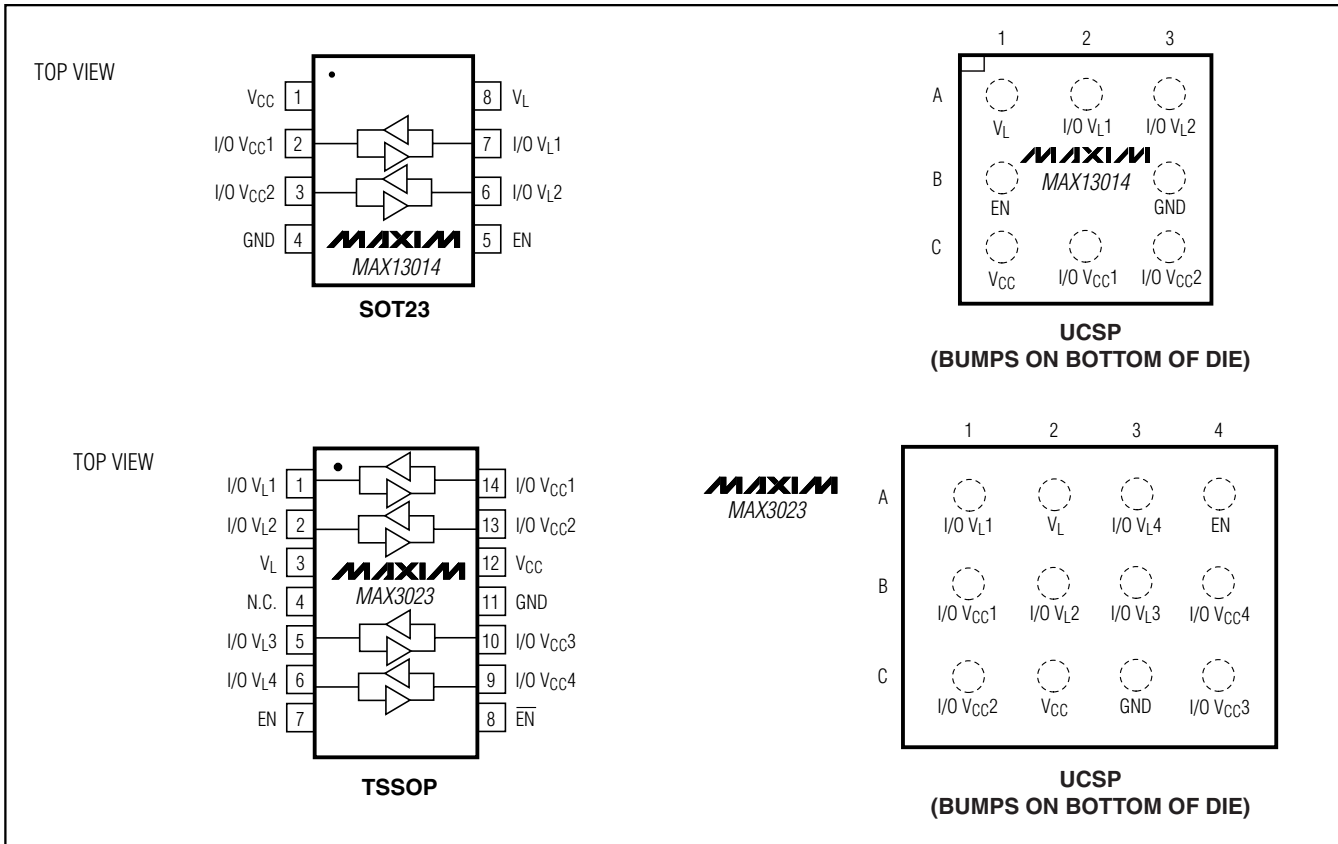 TOP VIEW
VCC 1
8 VL
I/O VCC1 2
7 I/O VL1
I/O VCC2 3
6 I/O VL2
GND 4
5 EN
MAXIM
MAX13014
SOT23
1 2 3
A
VL I/O VL1 I/O VL2
MAXIM
MAX13014
B
EN GND
C
VCC I/O VCC1 I/O VCC2
UCSP
(BUMPS ON BOTTOM OF DIE)
TOP VIEW
I/O VL1 1
14 I/O VCC1
I/O VL2 2
13 I/O VCC2
VL 3
12 VCC
MAXIM
MAX3023
N.C. 4
11 GND
I/O VL3 5
10 I/O VCC3
I/O VL4 6
9 I/O VCC4
EN 7
8 E̅N̅
TSSOP
MAXIM
MAX3023
1 2 3 4
A
I/O VL1 VL I/O VL4 EN
B
I/O VCC1 I/O VL2 I/O VL3 I/O VCC4
C
I/O VCC2 VCC GND I/O VCC3
UCSP
(BUMPS ON BOTTOM OF DIE)